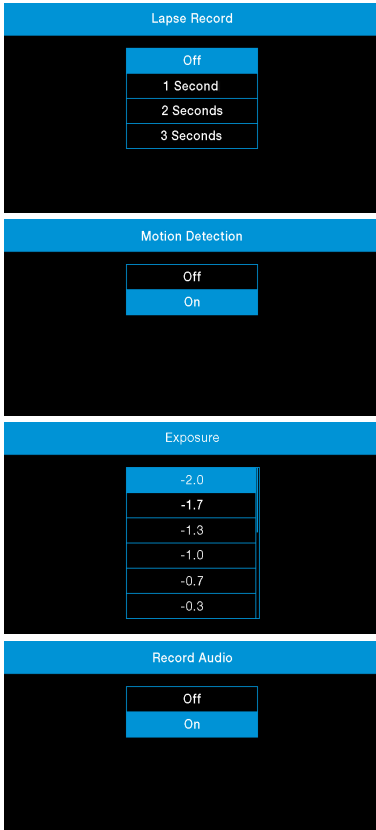 Lapse Record
Off
1 Second
2 Seconds
3 Seconds
Motion Detection
Off
On
Exposure
-2.0
-1.7
-1.3
-1.0
-0.7
-0.3
Record Audio
Off
On